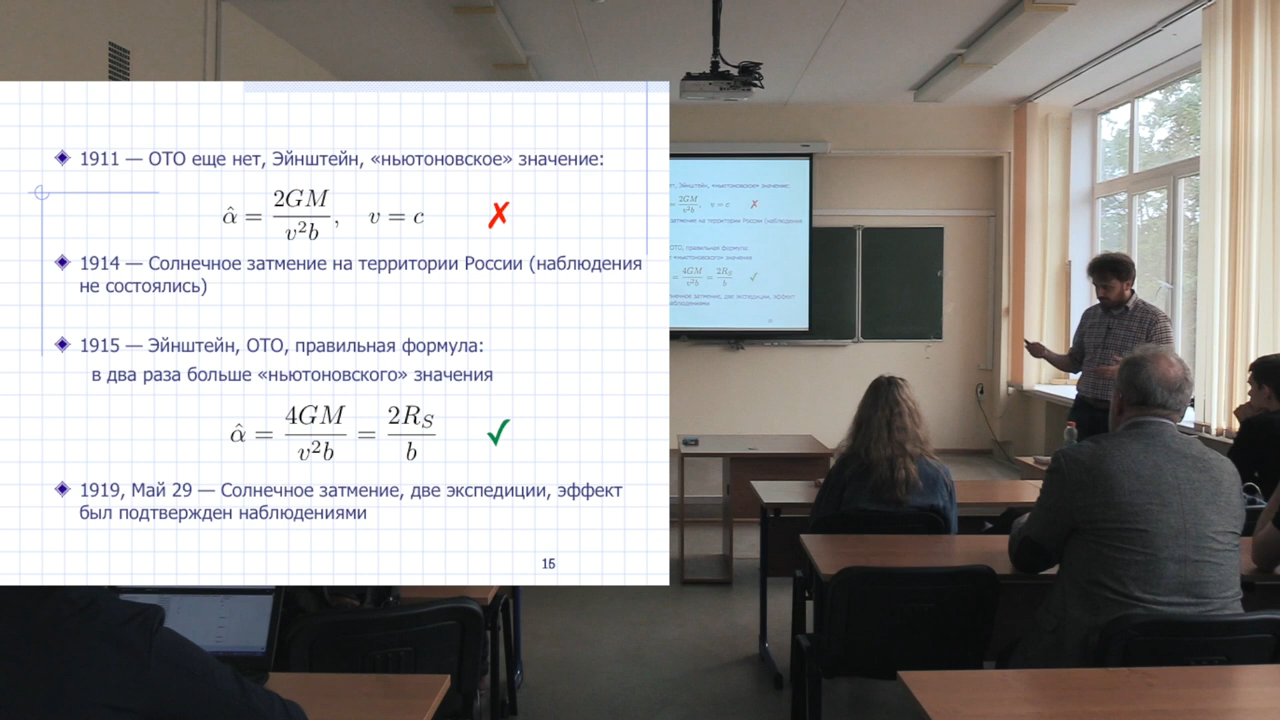 1911 — ОТО еще нет, Эйнштейн, «ньютоновское» значение:
α̂ = 2GM / v²b, v = c ✗
1914 — Солнечное затмение на территории России (наблюдения
не состоялись)
1915 — Эйнштейн, ОТО, правильная формула:
в два раза больше «ньютоновского» значения
α̂ = 4GM / v²b = 2R_S / b ✓
1919, Май 29 — Солнечное затмение, две экспедиции, эффект
был подтвержден наблюдениями
15